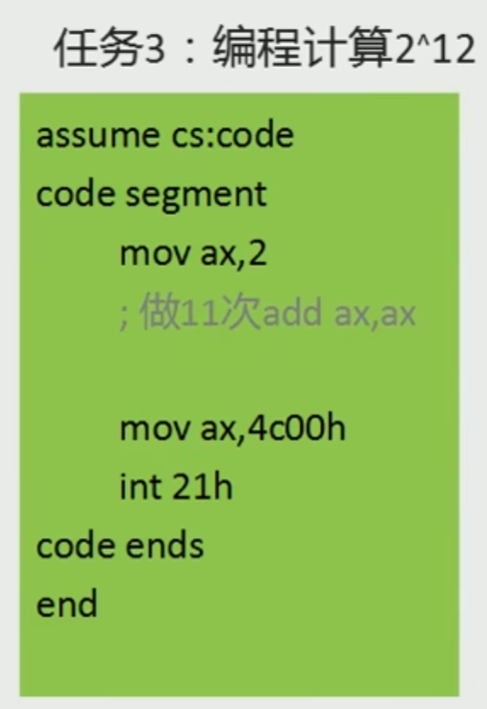 任务3：编程计算2^12
assume cs:code
code segment
mov ax,2
; 做11次add ax,ax
mov ax,4c00h
int 21h
code ends
end